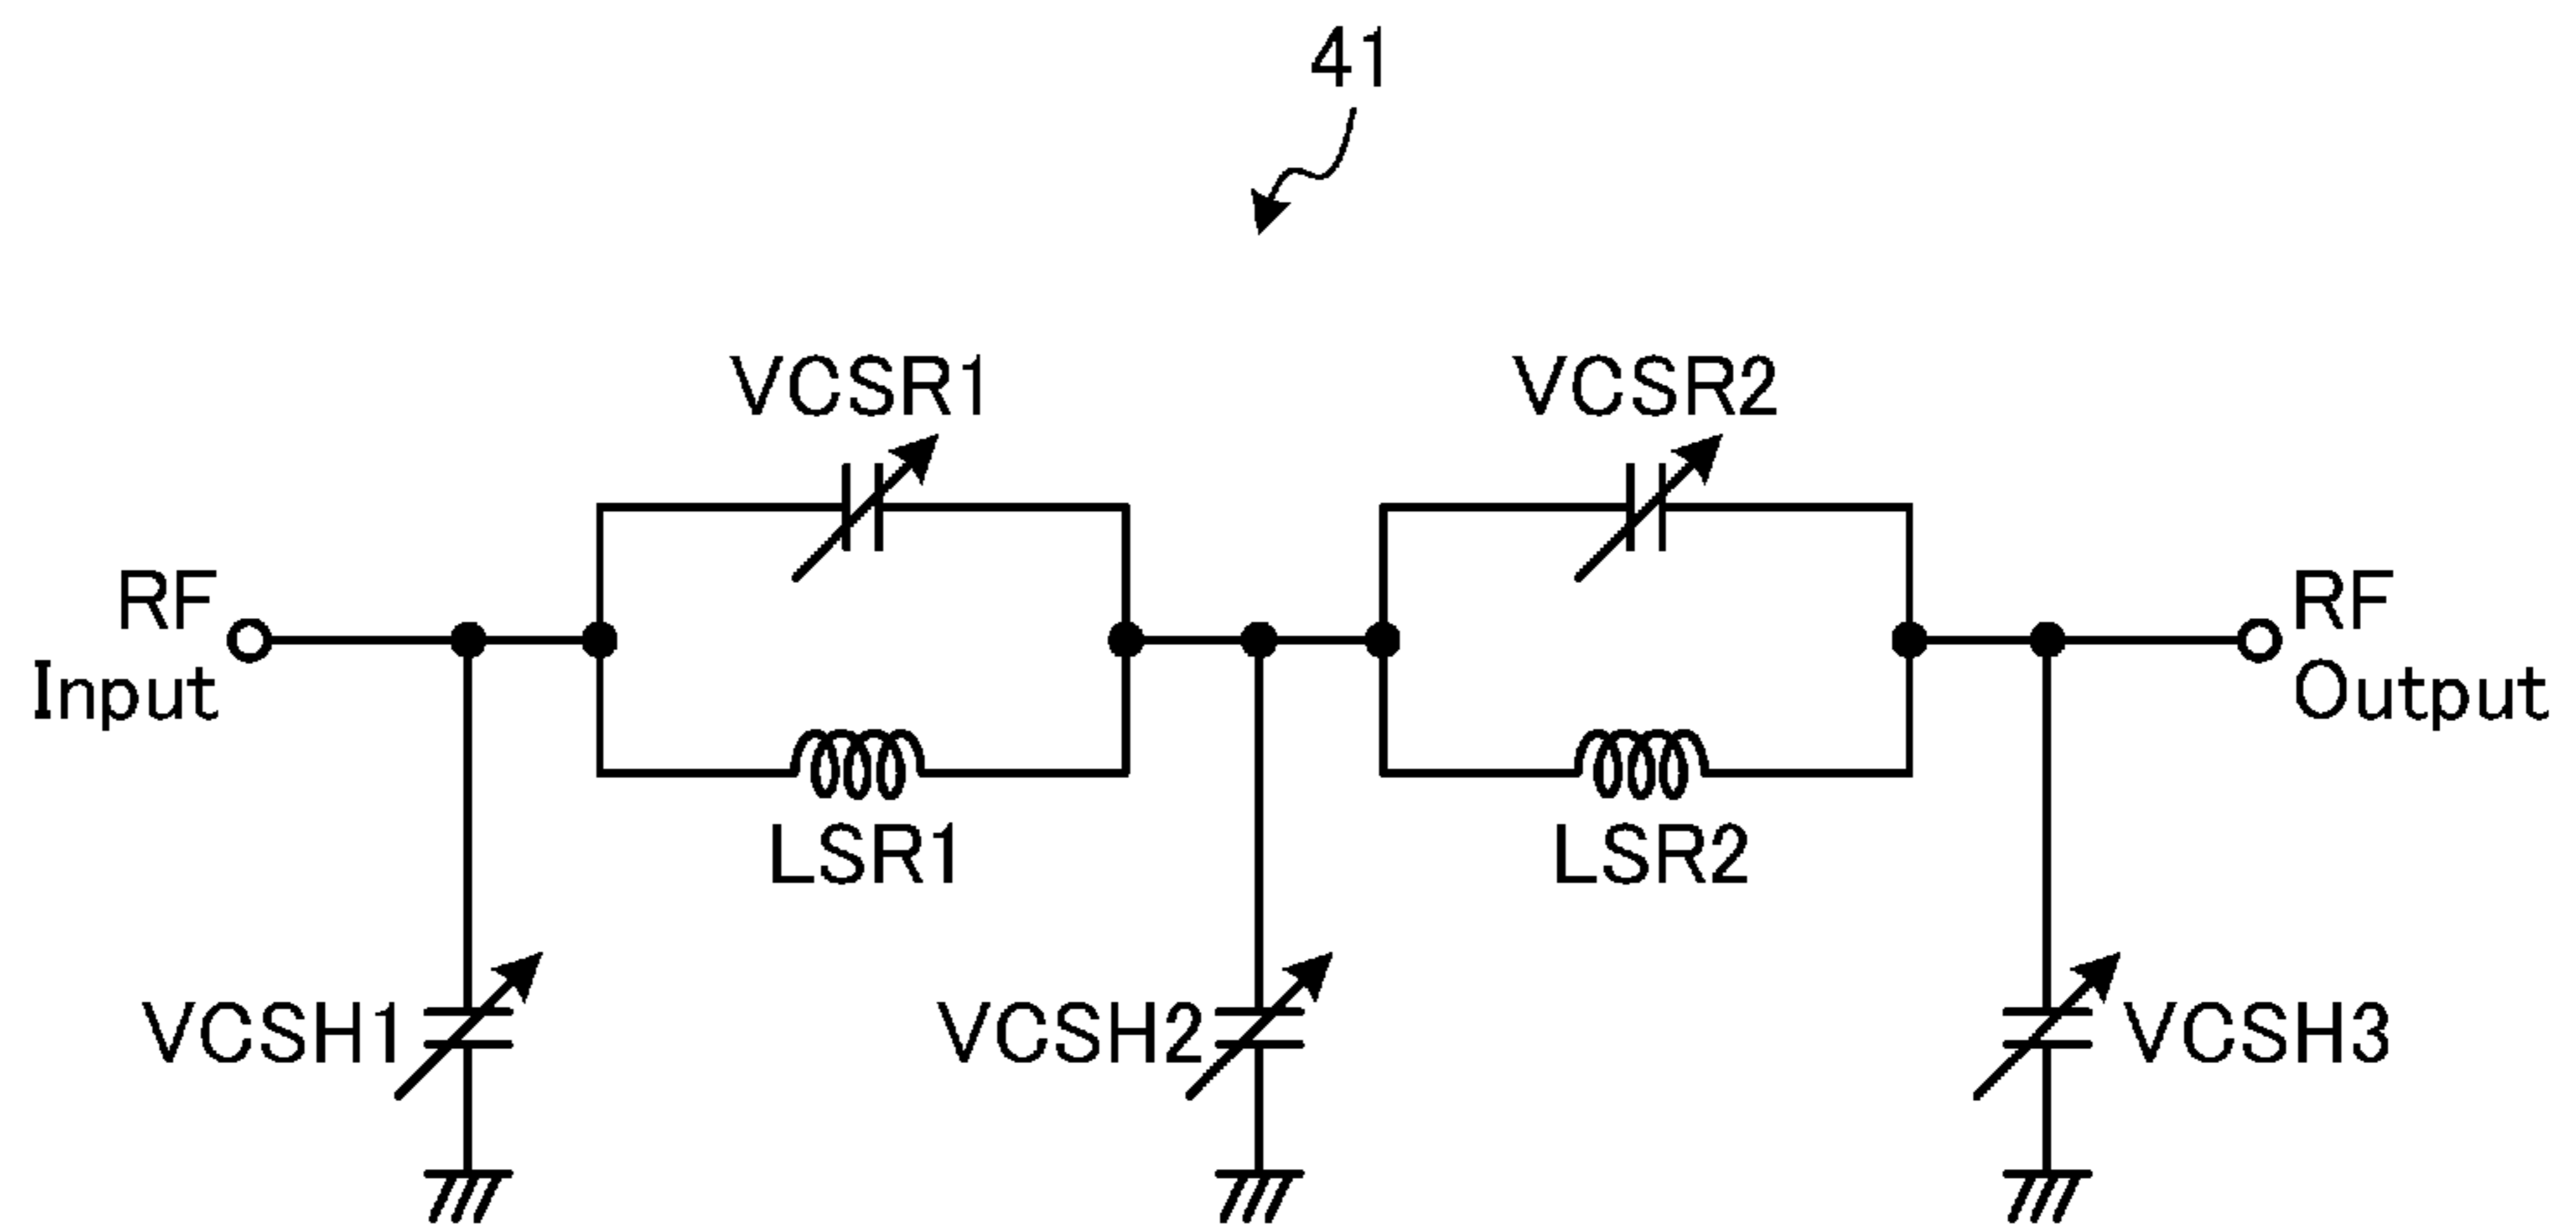 41
VCSR1
VCSR2
RF
Input
RF
Output
LSR1
LSR2
VCSH1
VCSH2
VCSH3